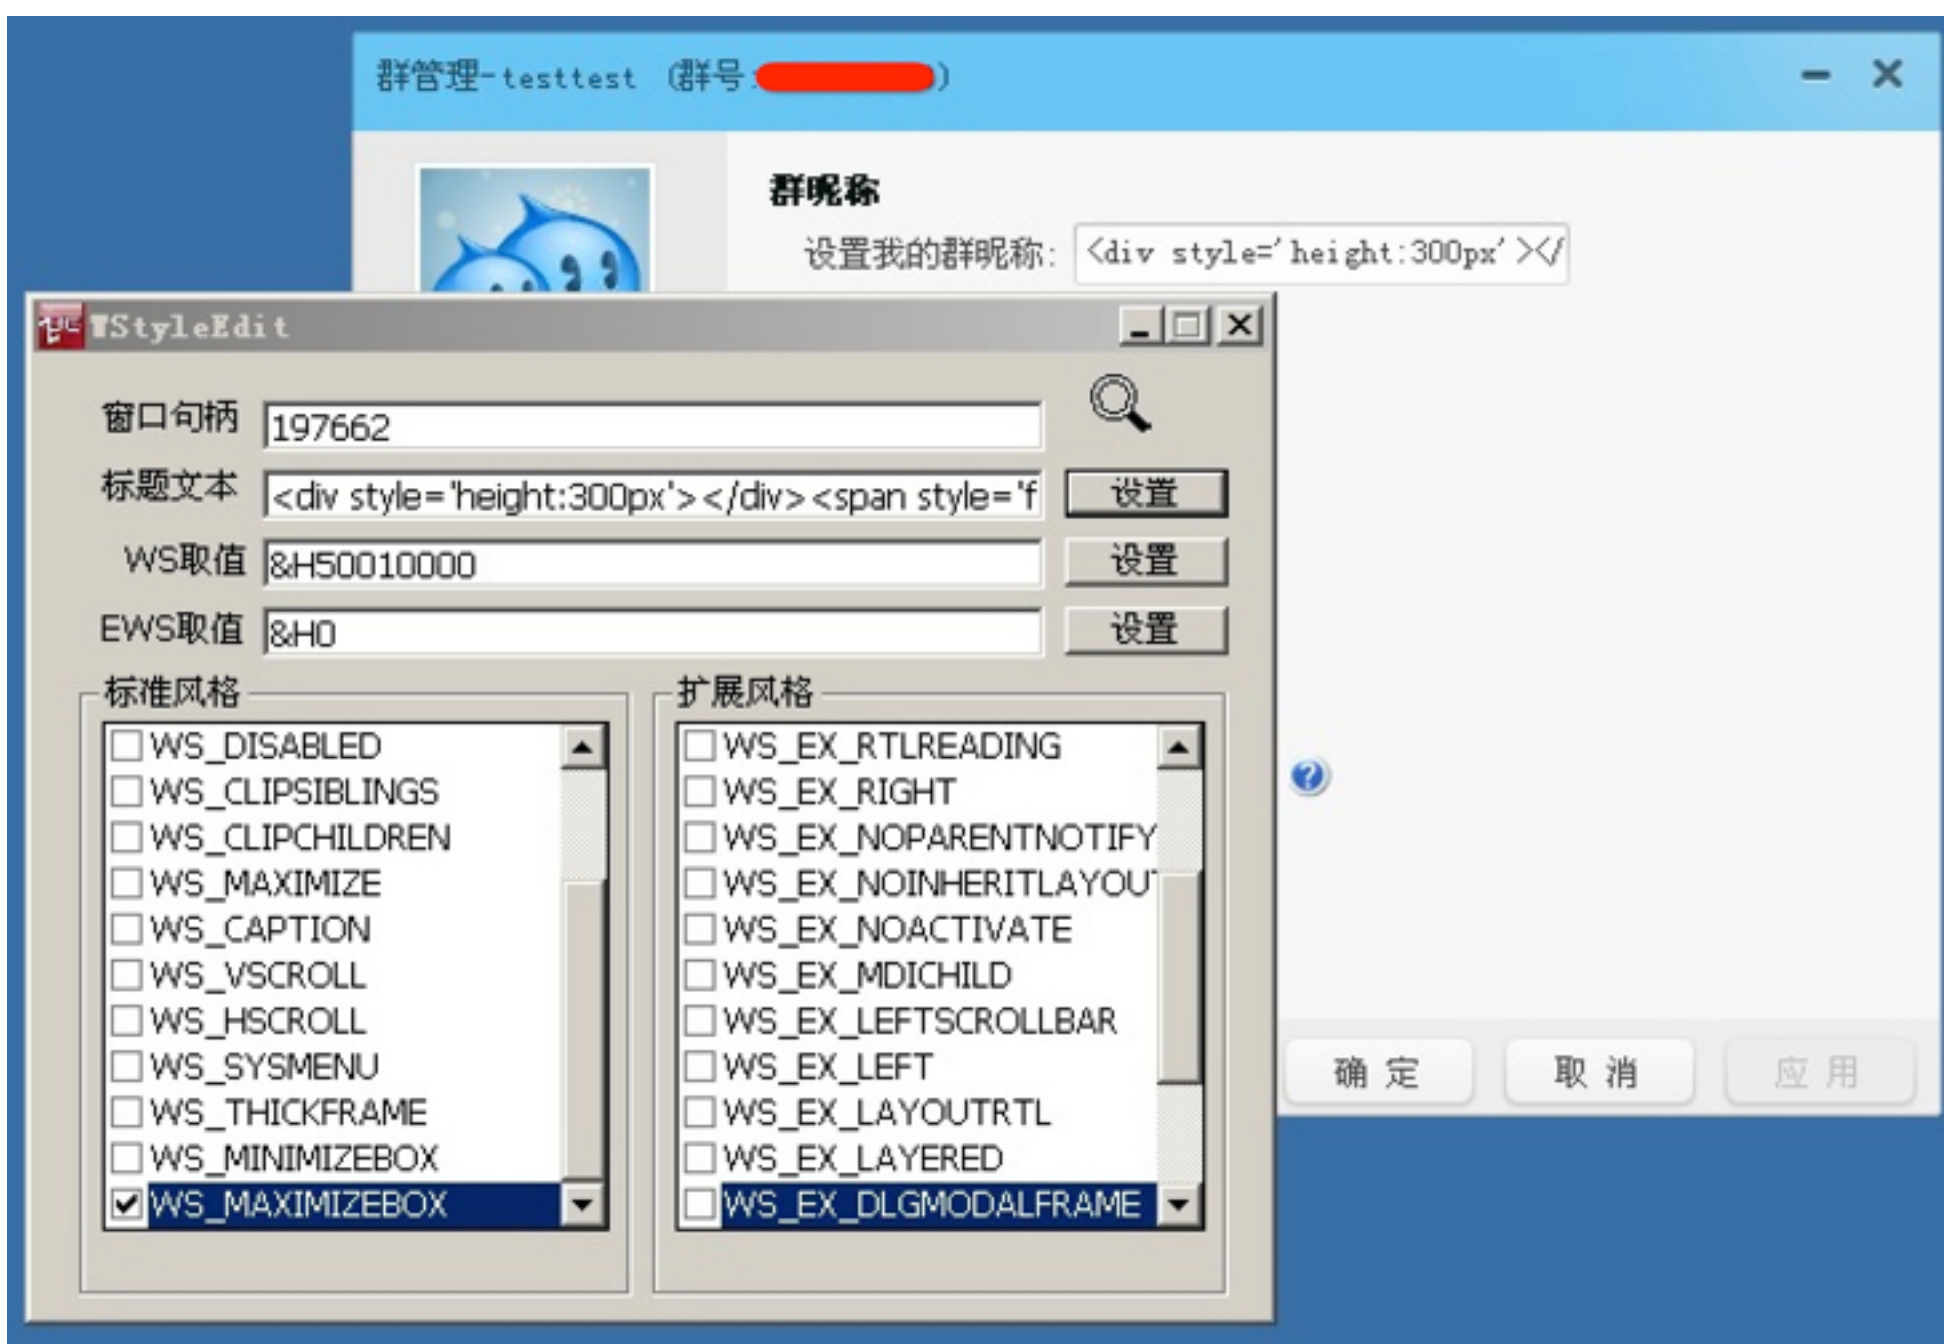 群管理-testtest (群号:)
群昵称
设置我的群昵称: <div style='height:300px'></
WStyleEdit
窗口句柄 197662
标题文本 <div style='height:300px'></div><span style='f 设置
WS取值 &H50010000 设置
EWS取值 &H0 设置
标准风格
WS_DISABLED
WS_CLIPSIBLINGS
WS_CLIPCHILDREN
WS_MAXIMIZE
WS_CAPTION
WS_VSCROLL
WS_HSCROLL
WS_SYSMENU
WS_THICKFRAME
WS_MINIMIZEBOX
WS_MAXIMIZEBOX
扩展风格
WS_EX_RTLREADING
WS_EX_RIGHT
WS_EX_NOPARENTNOTIFY
WS_EX_NOINHERITLAYOU
WS_EX_NOACTIVATE
WS_EX_MDICHILD
WS_EX_LEFTSCROLLBAR
WS_EX_LEFT
WS_EX_LAYOUTRTL
WS_EX_LAYERED
WS_EX_DLGMODALFRAME
确定 取消 应用